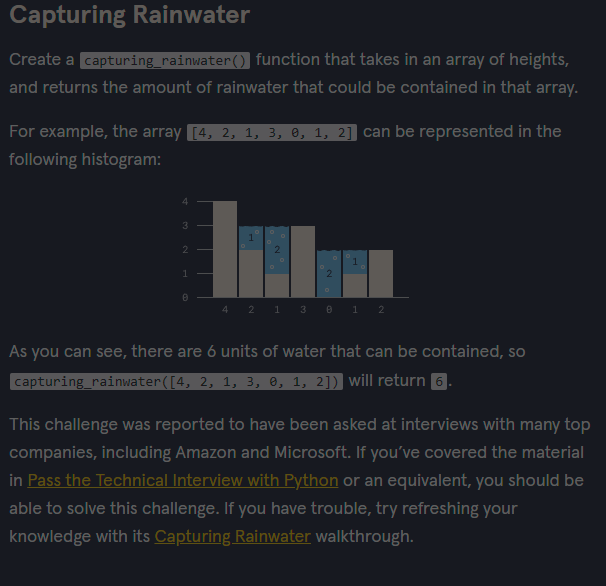 Capturing Rainwater
Create a capturing_rainwater() function that takes in an array of heights,
and returns the amount of rainwater that could be contained in that array.
For example, the array [4, 2, 1, 3, 0, 1, 2] can be represented in the
following histogram:
4
3
2
1
0
1
2
2
1
4 2 1 3 0 1 2
As you can see, there are 6 units of water that can be contained, so
capturing_rainwater([4, 2, 1, 3, 0, 1, 2]) will return 6.
This challenge was reported to have been asked at interviews with many top
companies, including Amazon and Microsoft. If you’ve covered the material
in Pass the Technical Interview with Python or an equivalent, you should be
able to solve this challenge. If you have trouble, try refreshing your
knowledge with its Capturing Rainwater walkthrough.